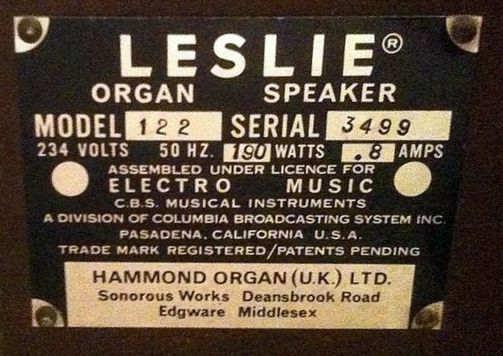 LESLIE®
ORGAN SPEAKER
MODEL 122 SERIAL 3499
234 VOLTS 50 HZ. 190 WATTS .8 AMPS
ASSEMBLED UNDER LICENCE FOR
ELECTRO MUSIC
C.B.S. MUSICAL INSTRUMENTS
A DIVISION OF COLUMBIA BROADCASTING SYSTEM INC.
PASADENA, CALIFORNIA U.S.A.
TRADE MARK REGISTERED/PATENTS PENDING
HAMMOND ORGAN (U.K.) LTD.
Sonorous Works Deansbrook Road
Edgware Middlesex